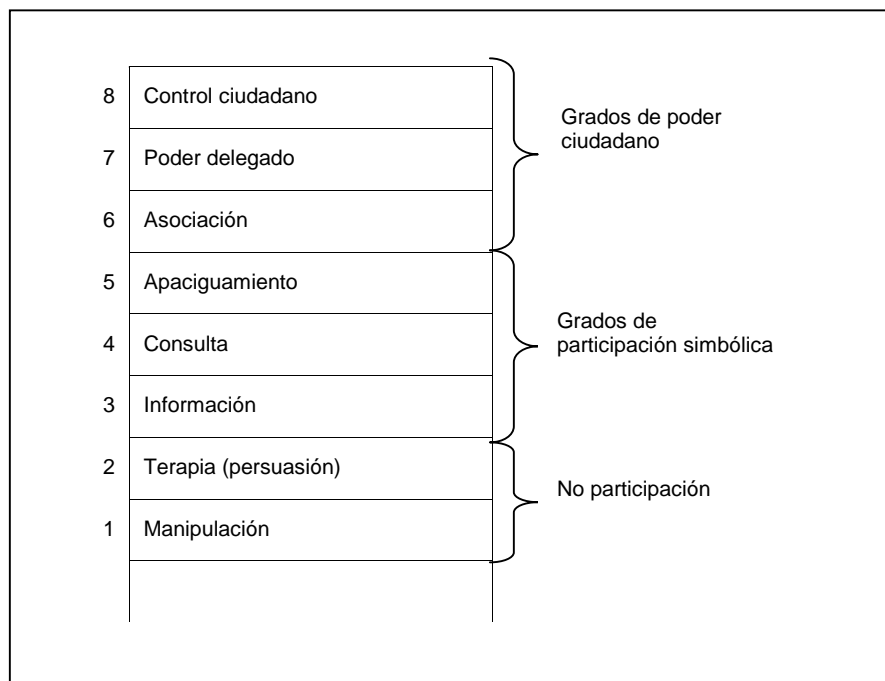 8 Control ciudadano
7 Poder delegado
6 Asociación
Grados de poder
ciudadano
5 Apaciguamiento
4 Consulta
3 Información
Grados de
participación simbólica
2 Terapia (persuasión)
1 Manipulación
No participación